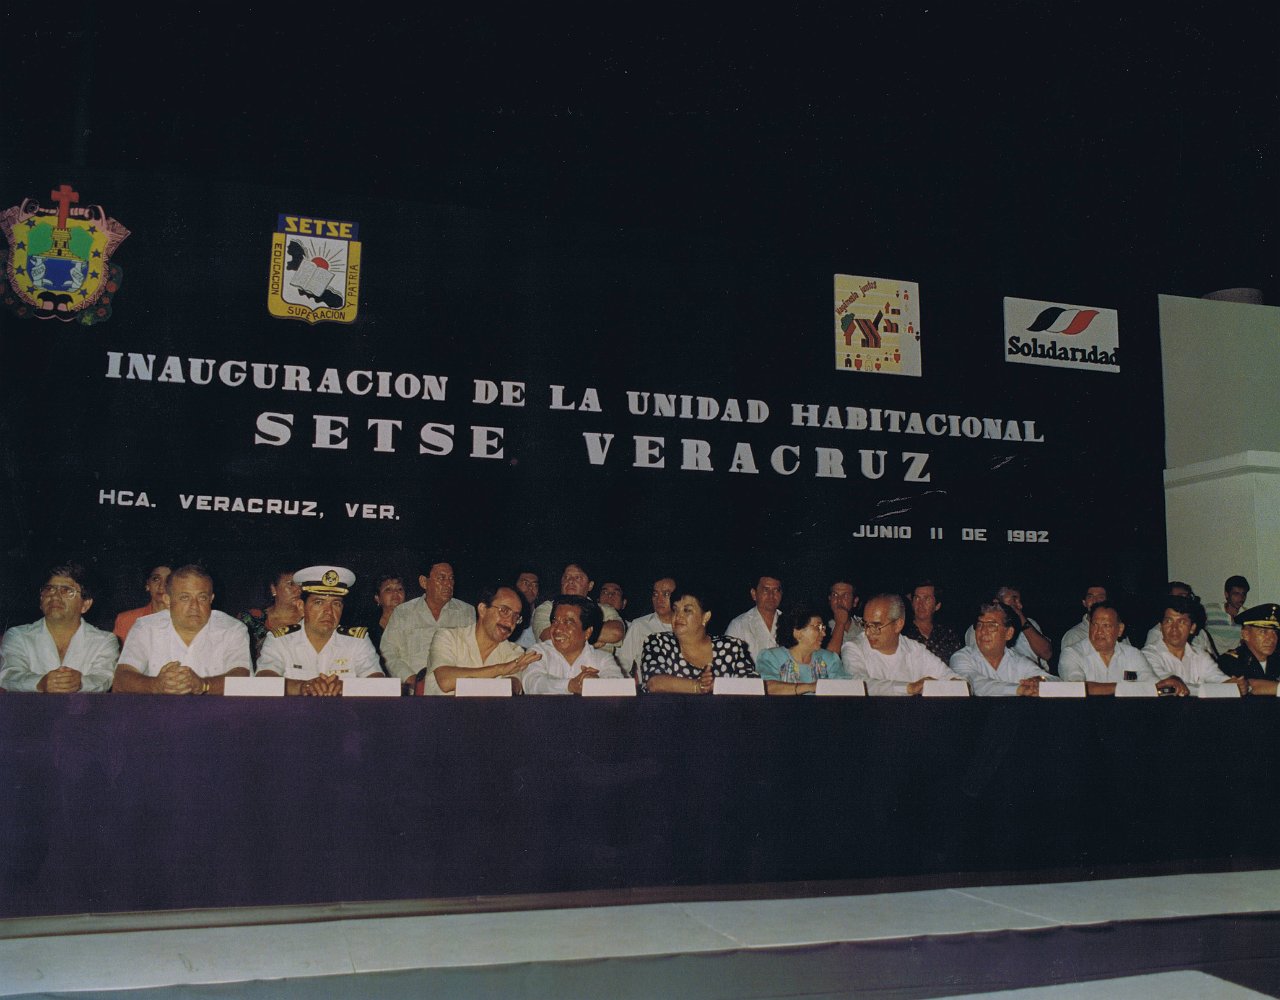 SETSE
EDUCACION
Y PATRIA
SUPERACION
juntos
Solidaridad
INAUGURACION DE LA UNIDAD HABITACIONAL
SETSE VERACRUZ
HCA. VERACRUZ, VER.
JUNIO 11 DE 1992